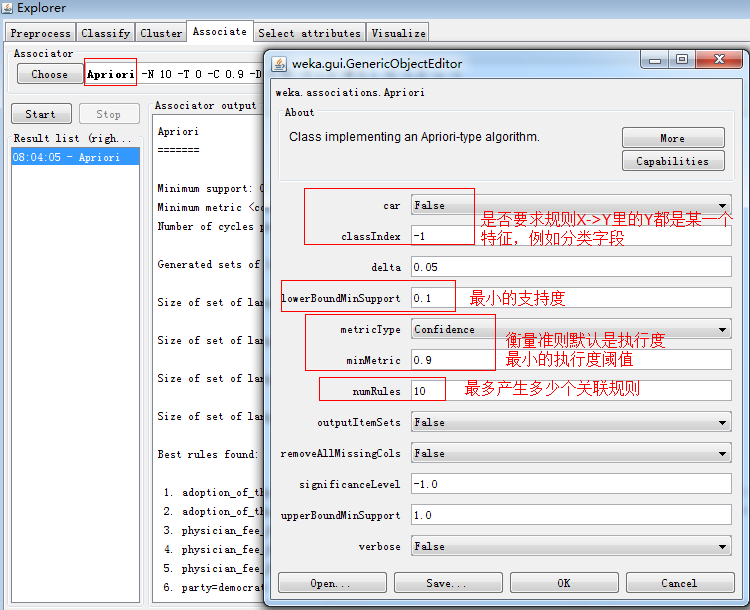 Explorer
Preprocess Classify Cluster Associate Select attributes Visualize
Associator
Choose Apriori -N 10 -T 0 -C 0.9 -D
Start Stop
Result list (righ...
08:04:05 - Apriori
Associator output
Apriori
=======
Minimum support: 0
Minimum metric <co
Number of cycles p
Generated sets of
Size of set of lar
Size of set of lar
Size of set of lar
Size of set of lar
Best rules found:
1. adoption_of_th
2. adoption_of_th
3. physician_fee_
4. physician_fee_
5. physician_fee_
6. party=democrat
weka.gui.GenericObjectEditor
weka.associations.Apriori
About
Class implementing an Apriori-type algorithm.
More
Capabilities
car False
是否要求规则X->Y里的Y都是某一个
classIndex -1
特征，例如分类字段
delta 0.05
lowerBoundMinSupport 0.1 最小的支持度
metricType Confidence
衡量准则默认是执行度
minMetric 0.9 最小的执行度阈值
numRules 10 最多产生多少个关联规则
outputItemSets False
removeAllMissingCols False
significanceLevel -1.0
upperBoundMinSupport 1.0
verbose False
Open... Save... OK Cancel